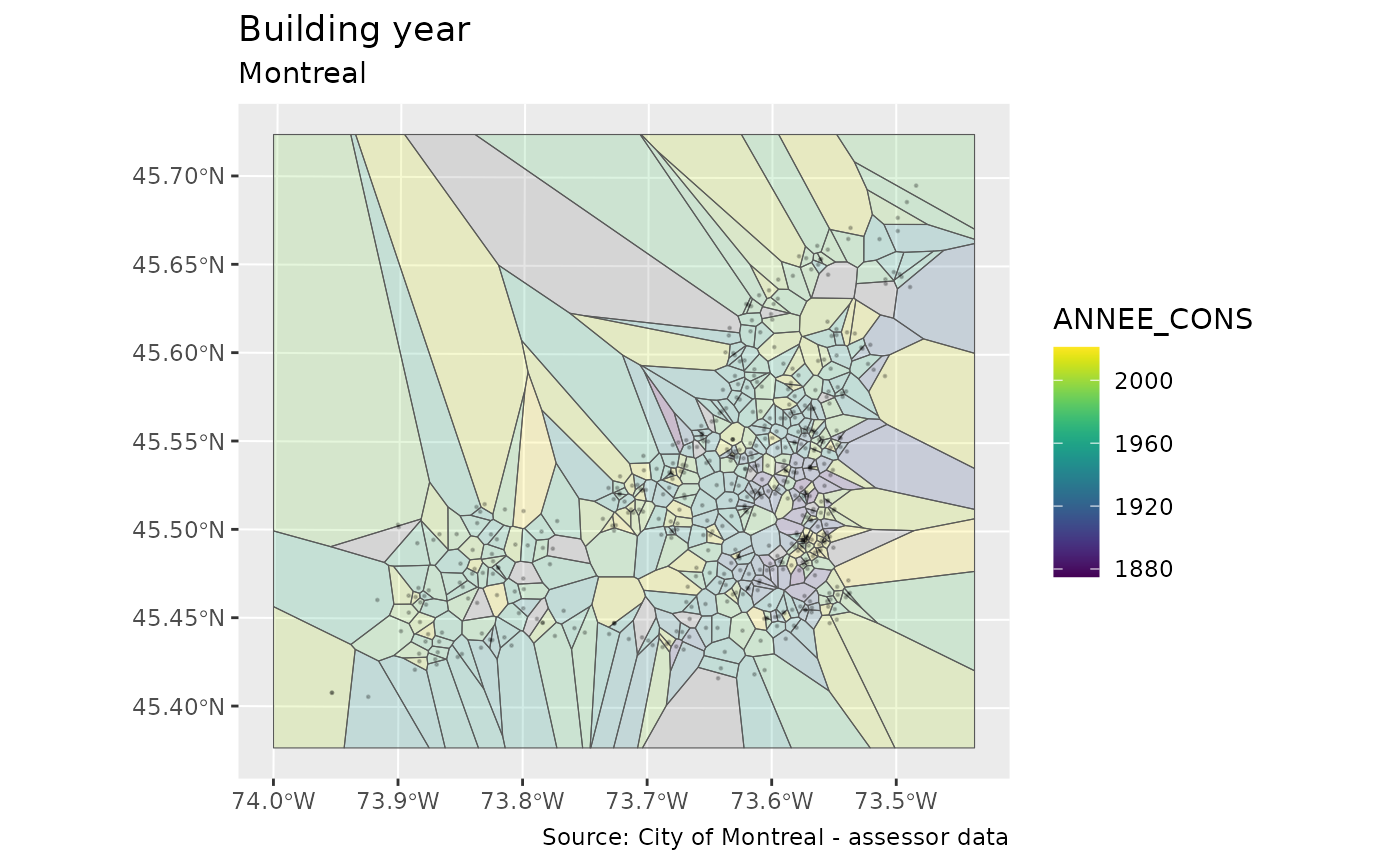 Building year
Montreal
45.70°N
45.65°N
45.60°N
45.55°N
45.50°N
45.45°N
45.40°N
74.0°W 73.9°W 73.8°W 73.7°W 73.6°W 73.5°W
ANNEE_CONS
2000
1960
1920
1880
Source: City of Montreal - assessor data